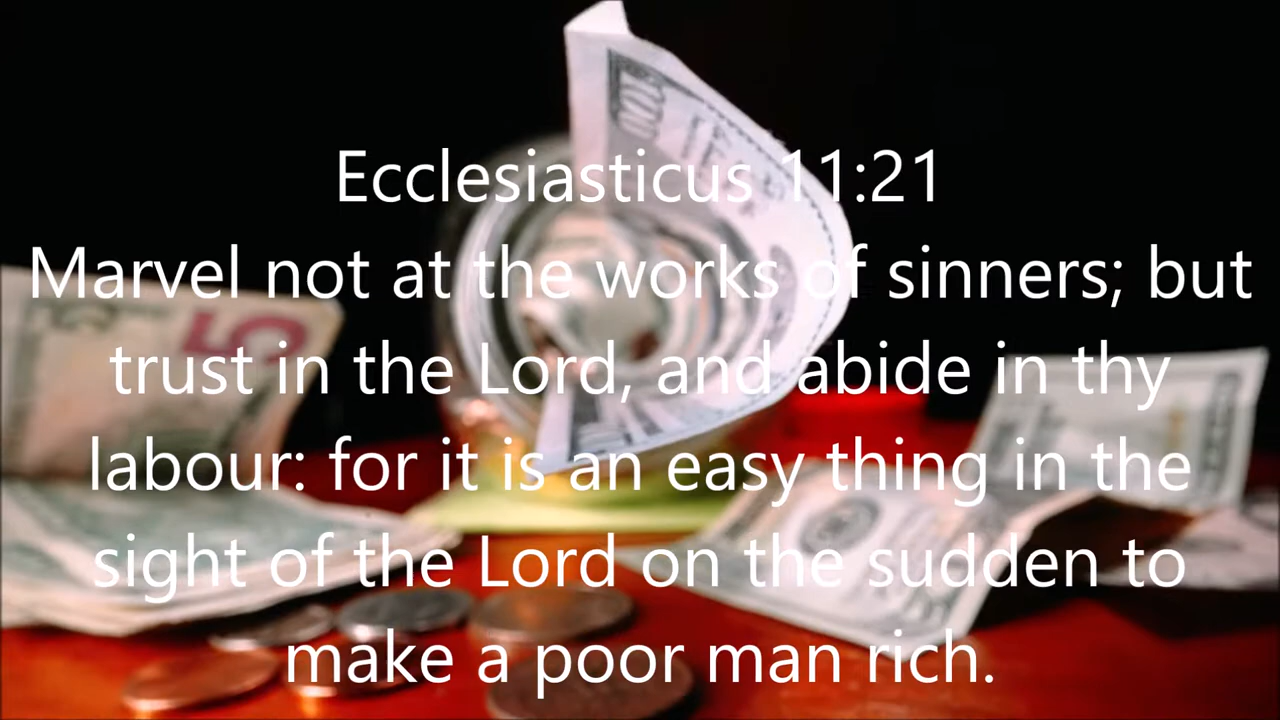 Ecclesiasticus 11:21
Marvel not at the works of sinners; but
trust in the Lord, and abide in thy
labour: for it is an easy thing in the
sight of the Lord on the sudden to
make a poor man rich.
100
5